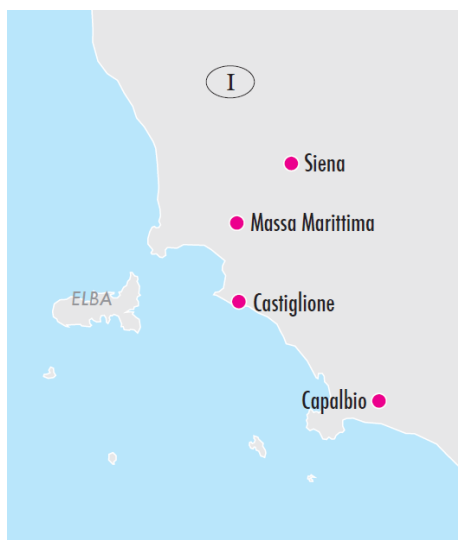 I
Siena
Massa Marittima
ELBA
Castiglione
Capalbio